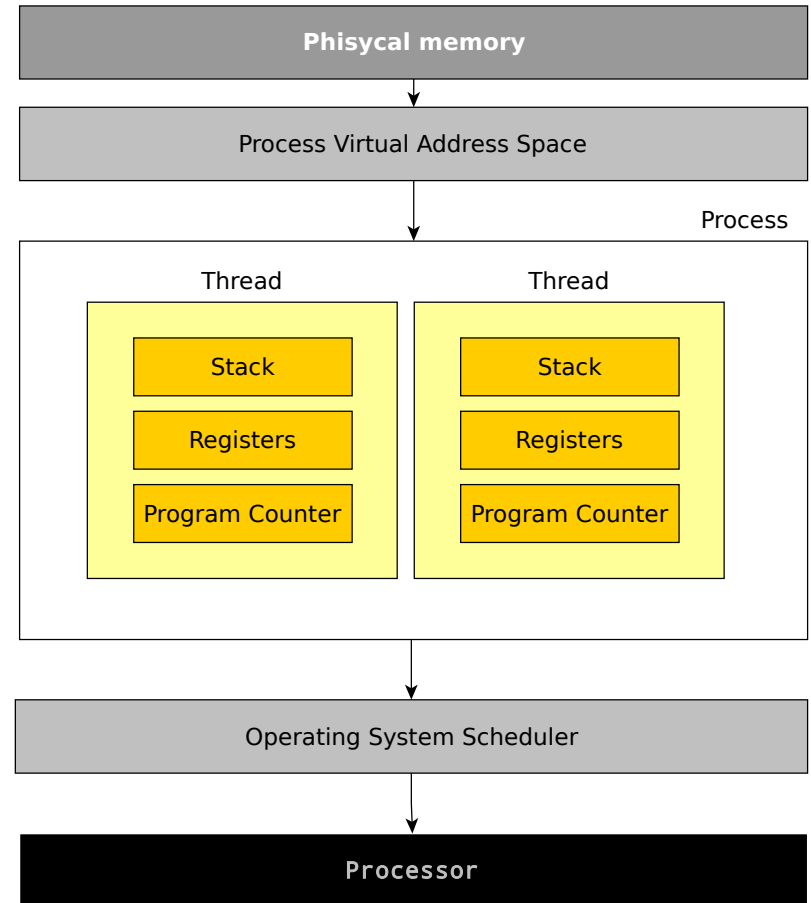 Phisycal memory
Process Virtual Address Space
Process
Thread
Thread
Stack
Registers
Program Counter
Stack
Registers
Program Counter
Operating System Scheduler
Processor